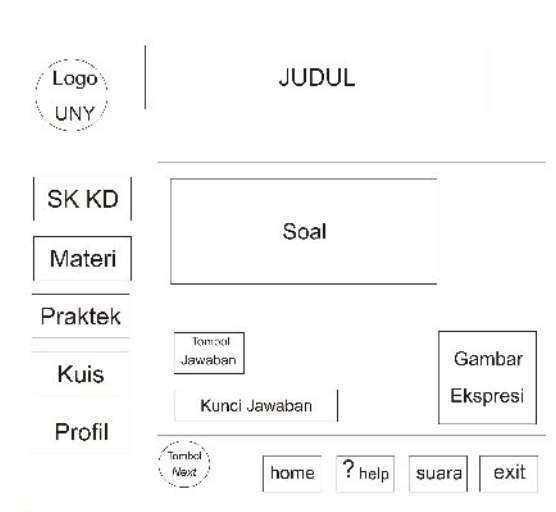 Logo
UNY
JUDUL
SK KD
Materi
Praktek
Kuis
Profil
Soal
Tombol
Jawaban
Kunci Jawaban
Gambar
Ekspresi
Tombol
Next
home
? help
suara
exit